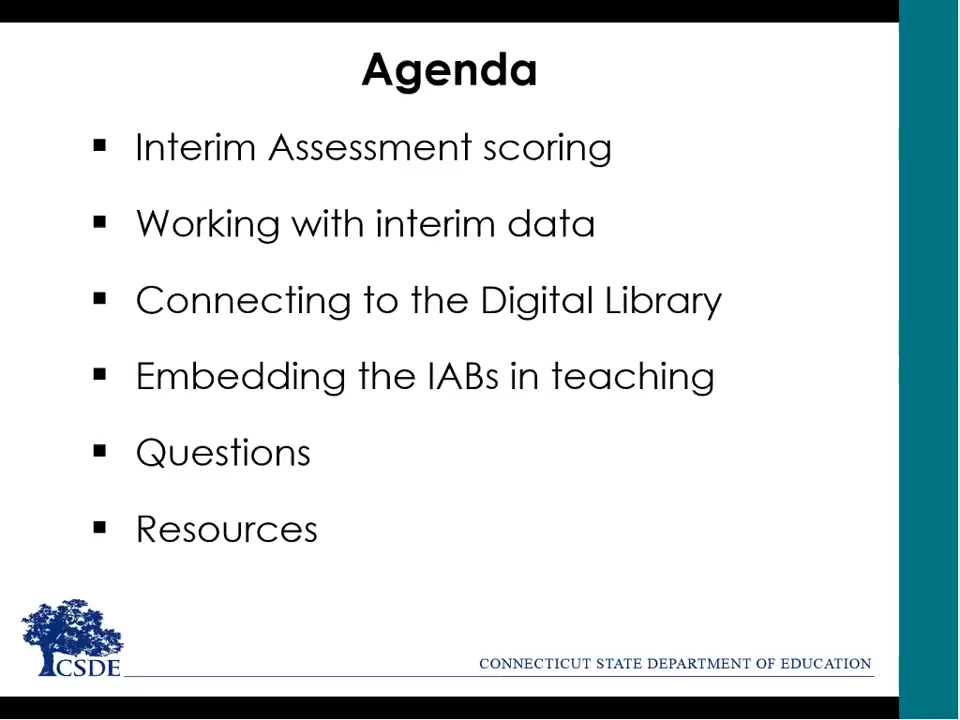 Agenda
▪ Interim Assessment scoring
▪ Working with interim data
▪ Connecting to the Digital Library
▪ Embedding the IABs in teaching
▪ Questions
▪ Resources
CSDE
CONNECTICUT STATE DEPARTMENT OF EDUCATION